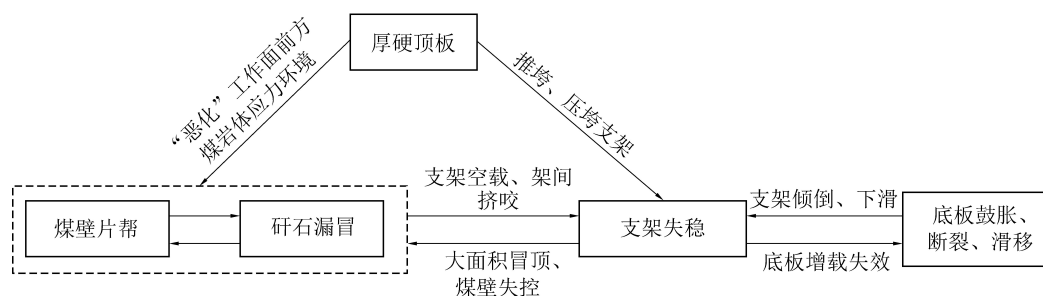 厚硬顶板
“恶化”工作面前方
煤岩体应力环境
推垮、压垮支架
支架空载、架间
挤咬
支架倾倒、下滑
煤壁片帮
矸石漏冒
支架失稳
底板鼓胀、
断裂、滑移
大面积冒顶、
煤壁失控
底板增载失效